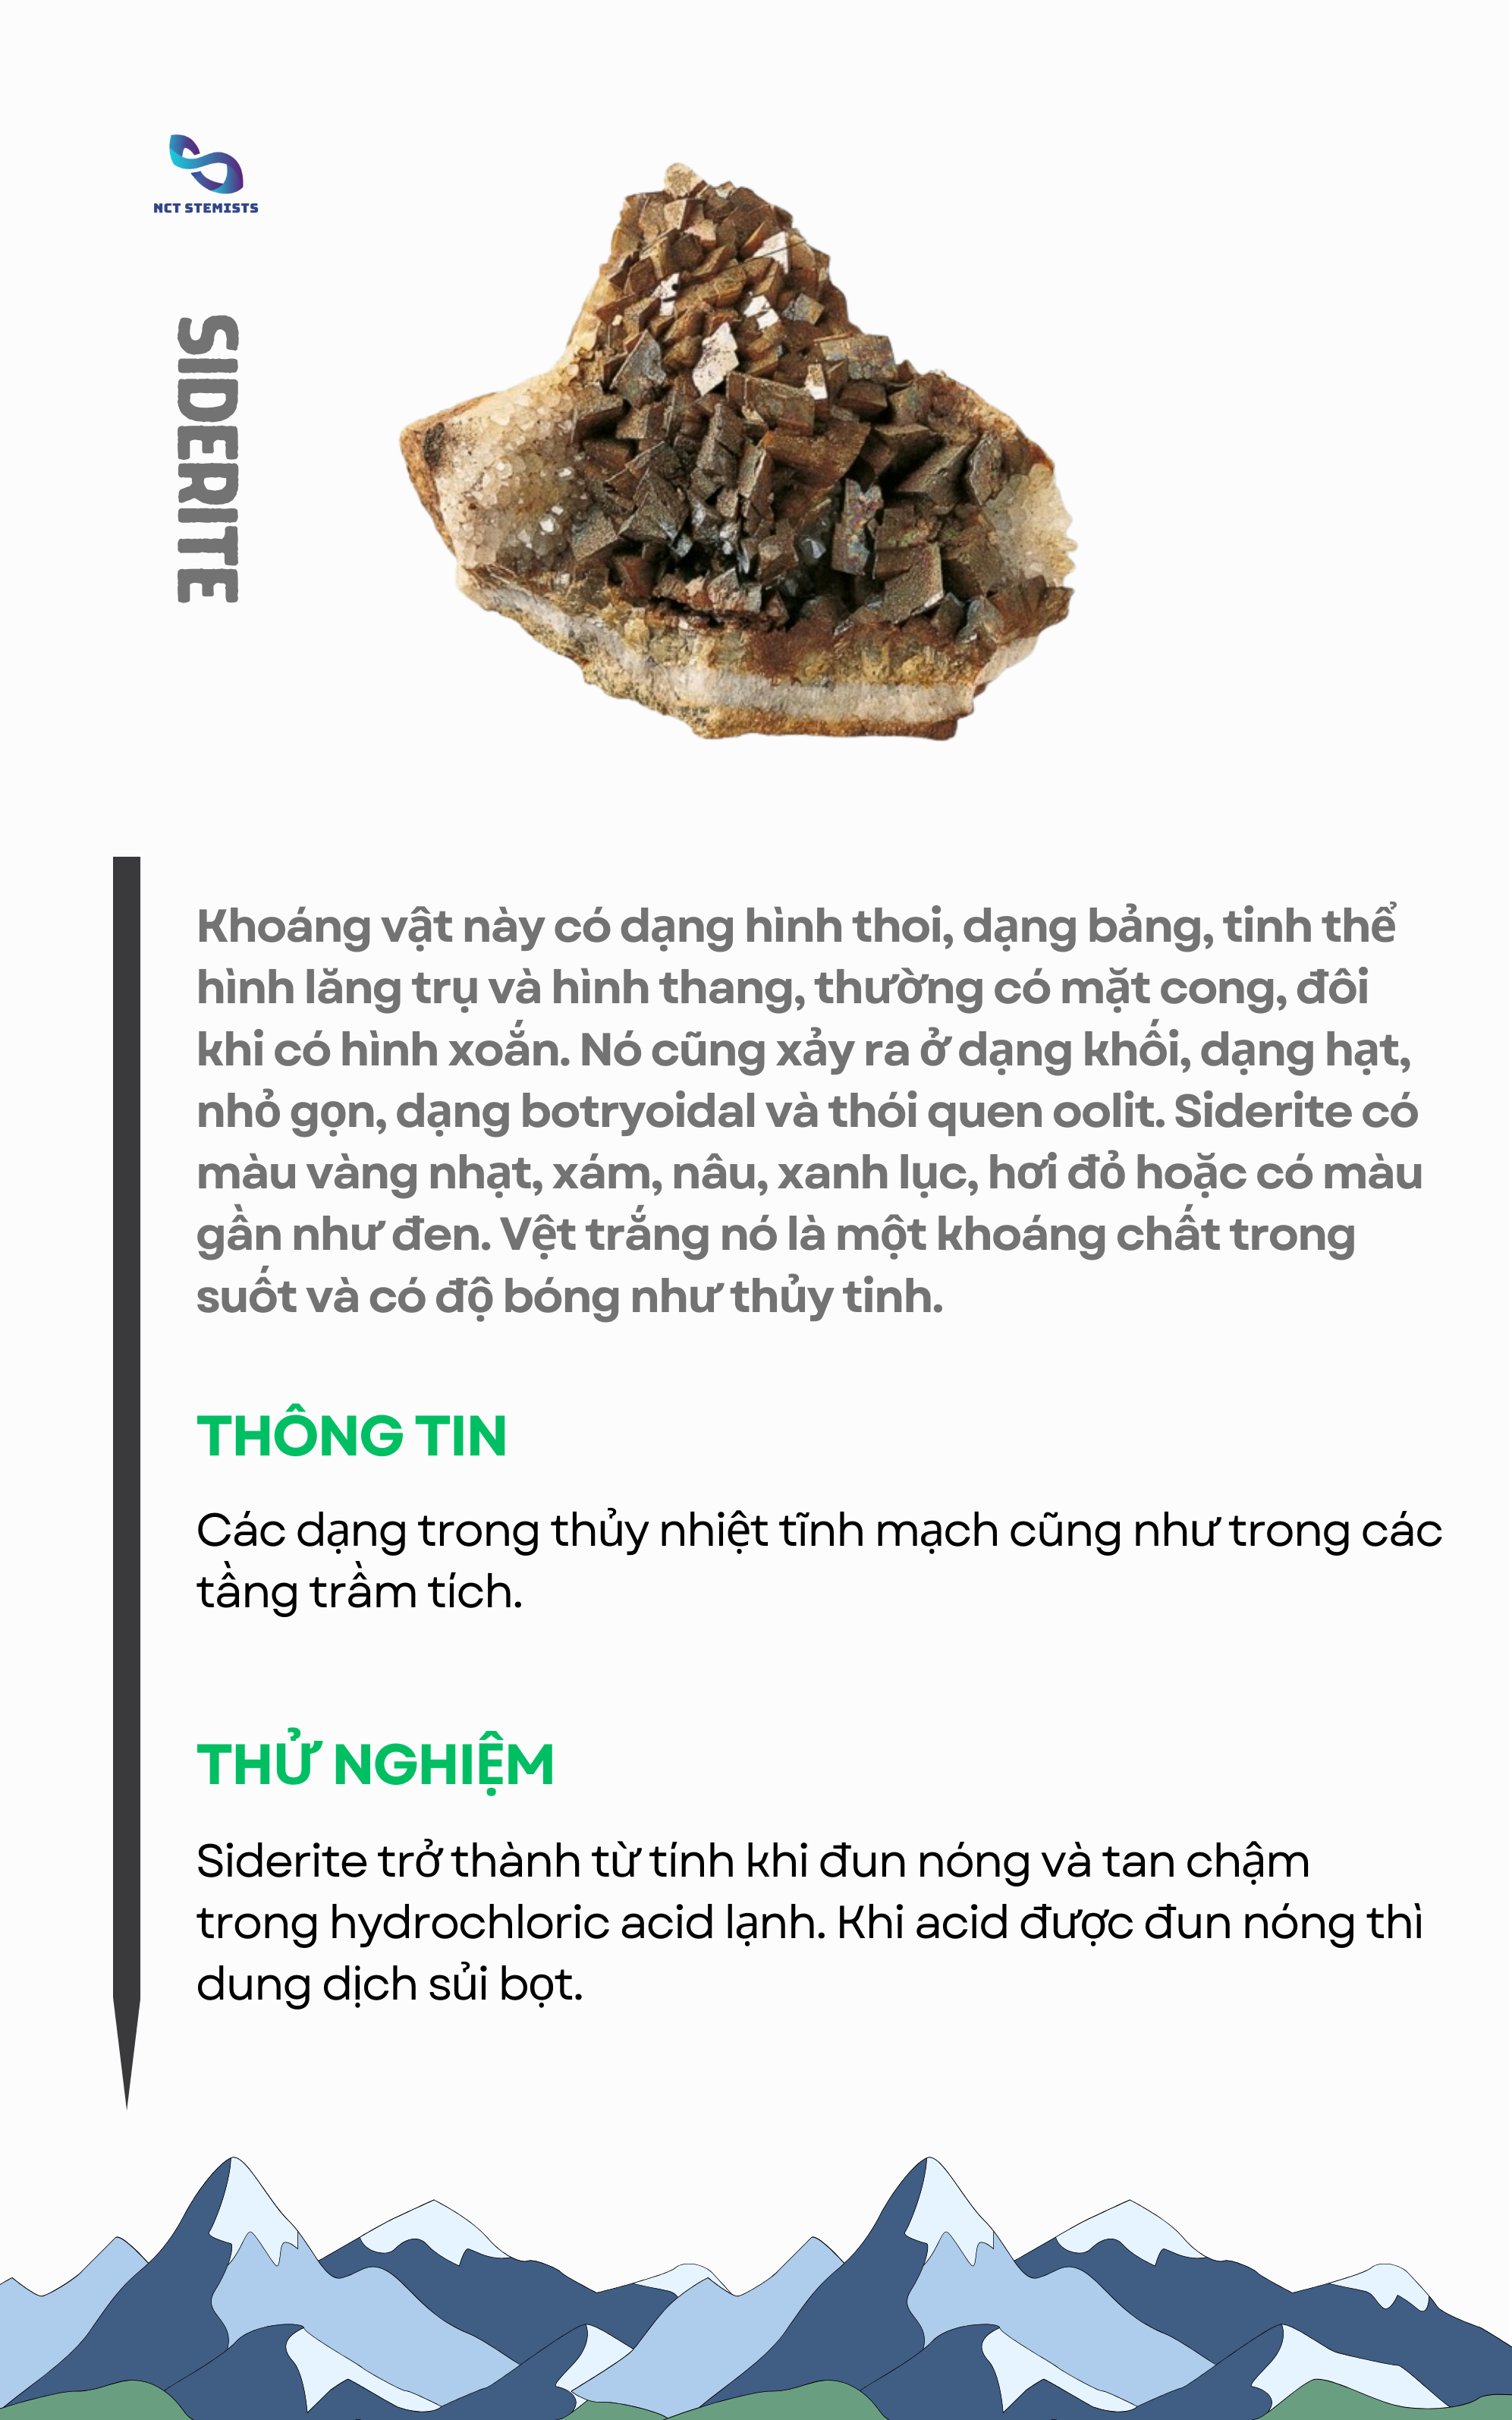 NCT STEMISTS
SIDERITE
Khoáng vật này có dạng hình thoi, dạng bảng, tinh thể
hình lăng trụ và hình thang, thường có mặt cong, đôi
khi có hình xoắn. Nó cũng xảy ra ở dạng khối, dạng hạt,
nhỏ gọn, dạng botryoidal và thói quen oolit. Siderite có
màu vàng nhạt, xám, nâu, xanh lục, hơi đỏ hoặc có màu
gần như đen. Vệt trắng nó là một khoáng chất trong
suốt và có độ bóng như thủy tinh.
THÔNG TIN
Các dạng trong thủy nhiệt tĩnh mạch cũng như trong các
tầng trầm tích.
THỬ NGHIỆM
Siderite trở thành từ tính khi đun nóng và tan chậm
trong hydrochloric acid lạnh. Khi acid được đun nóng thì
dung dịch sủi bọt.